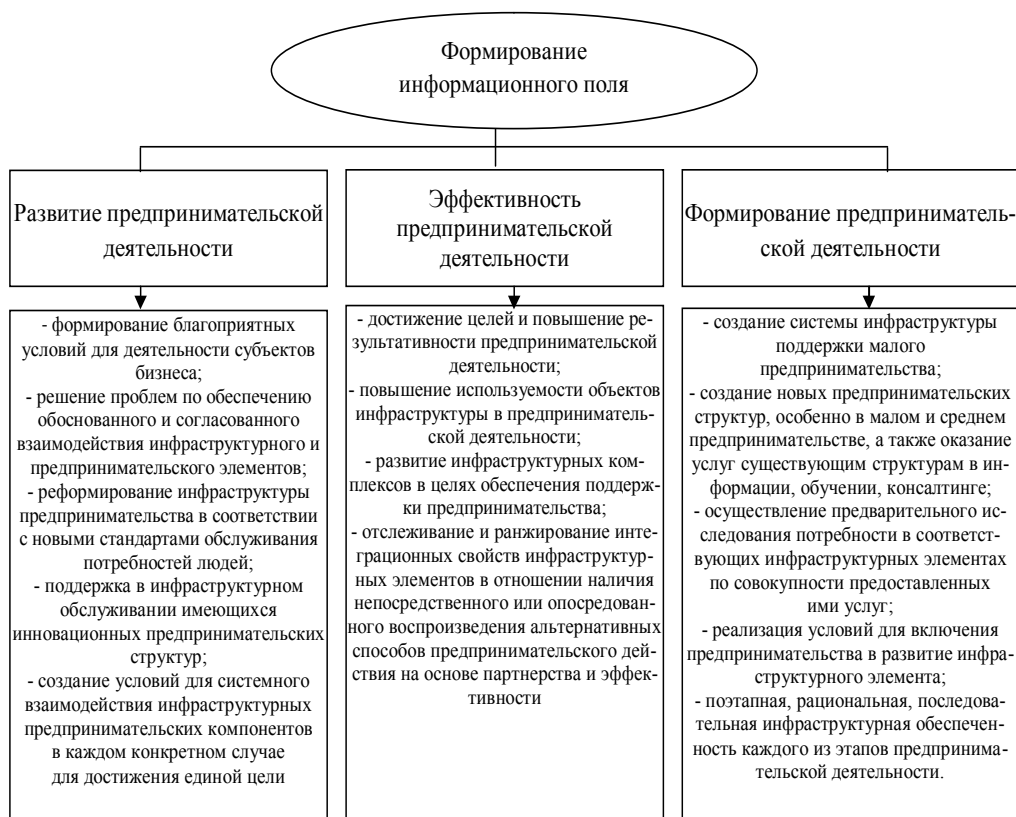 Формирование
информационного поля
Развитие предпринимательской
деятельности
Эффективность
предпринимательской
деятельности
Формирование предприниматель-
ской деятельности
- формирование благоприятных
условий для деятельности субъектов
бизнеса;
- решение проблем по обеспечению
обоснованного и согласованного
взаимодействия инфраструктурного и
предпринимательского элементов;
- реформирование инфраструктуры
предпринимательства в соответствии
с новыми стандартами обслуживания
потребностей людей;
- поддержка в инфраструктурном
обслуживании имеющихся
инновационных предпринимательских
структур;
- создание условий для системного
взаимодействия инфраструктурных
предпринимательских компонентов
в каждом конкретном случае
для достижения единой цели
- достижение целей и повышение ре-
зультативности предпринимательской
деятельности;
- повышение используемости объектов
инфраструктуры в предприниматель-
ской деятельности;
- развитие инфраструктурных ком-
плексов в целях обеспечения поддерж-
ки предпринимательства;
- отслеживание и ранжирование инте-
грационных свойств инфраструктур-
ных элементов в отношении наличия
непосредственного или опосредован-
ного воспроизведения альтернативных
способов предпринимательского дей-
ствия на основе партнерства и эффек-
тивности
- создание системы инфраструктуры
поддержки малого
предпринимательства;
- создание новых предпринимательских
структур, особенно в малом и среднем
предпринимательстве, а также оказание
услуг существующим структурам в ин-
формации, обучении, консалтинге;
- осуществление предварительного ис-
следования потребности в соответст-
вующих инфраструктурных элементах
по совокупности предоставленных
ими услуг;
- реализация условий для включения
предпринимательства в развитие инфра-
структурного элемента;
- поэтапная, рациональная, последова-
тельная инфраструктурная обеспечен-
ность каждого из этапов предпринима-
тельской деятельности.